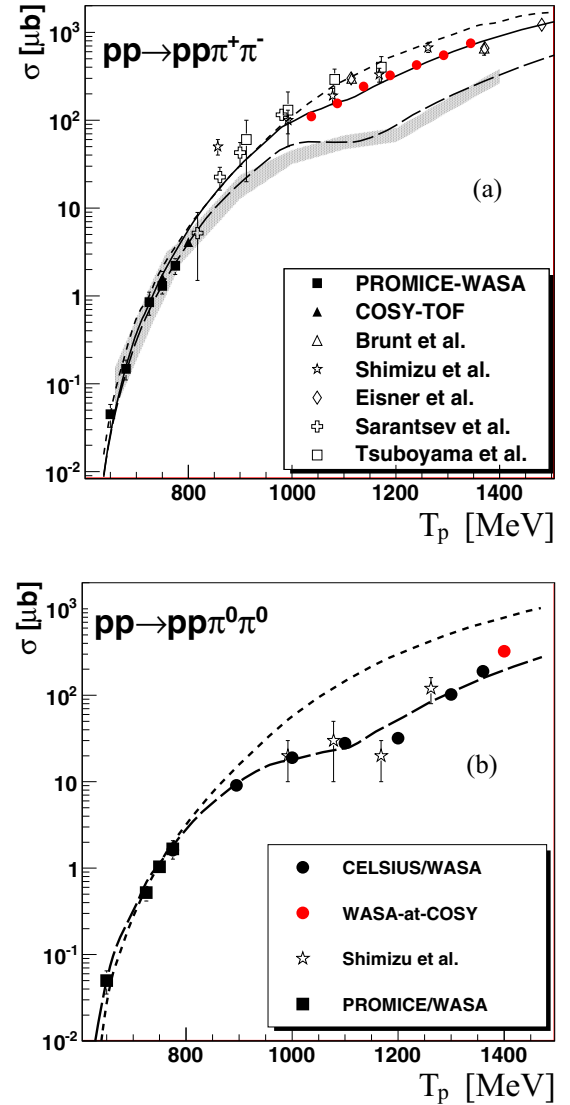 σ [μb]
pp→ppπ⁺π⁻
10³
10²
10
1
10⁻¹
10⁻²
(a)
PROMICE-WASA
COSY-TOF
Brunt et al.
Shimizu et al.
Eisner et al.
Sarantsev et al.
Tsuboyama et al.
800 1000 1200 1400
Tₚ [MeV]
σ [μb]
pp→ppπ⁰π⁰
10³
10²
10
1
10⁻¹
10⁻²
(b)
CELSIUS/WASA
WASA-at-COSY
Shimizu et al.
PROMICE/WASA
800 1000 1200 1400
Tₚ [MeV]